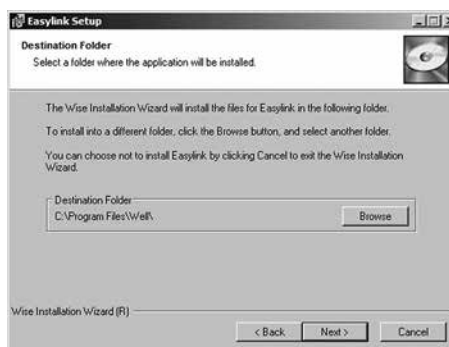 Easylink Setup
Destination Folder
Select a folder where the application will be installed.
The Wise Installation Wizard will install the files for Easylink in the following folder.
To install into a different folder, click the Browse button, and select another folder.
You can choose not to install Easylink by clicking Cancel to exit the Wise Installation
Wizard.
Destination Folder
C:\Program Files\Well\
Browse
Wise Installation Wizard (R)
< Back
Next >
Cancel